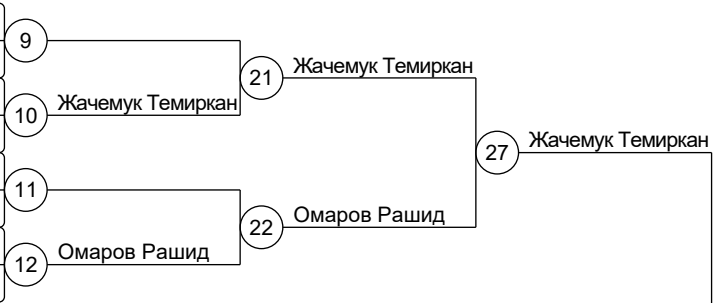 9
21 Жачемук Темиркан
10 Жачемук Темиркан
27 Жачемук Темиркан
11
22 Омаров Рашид
12 Омаров Рашид